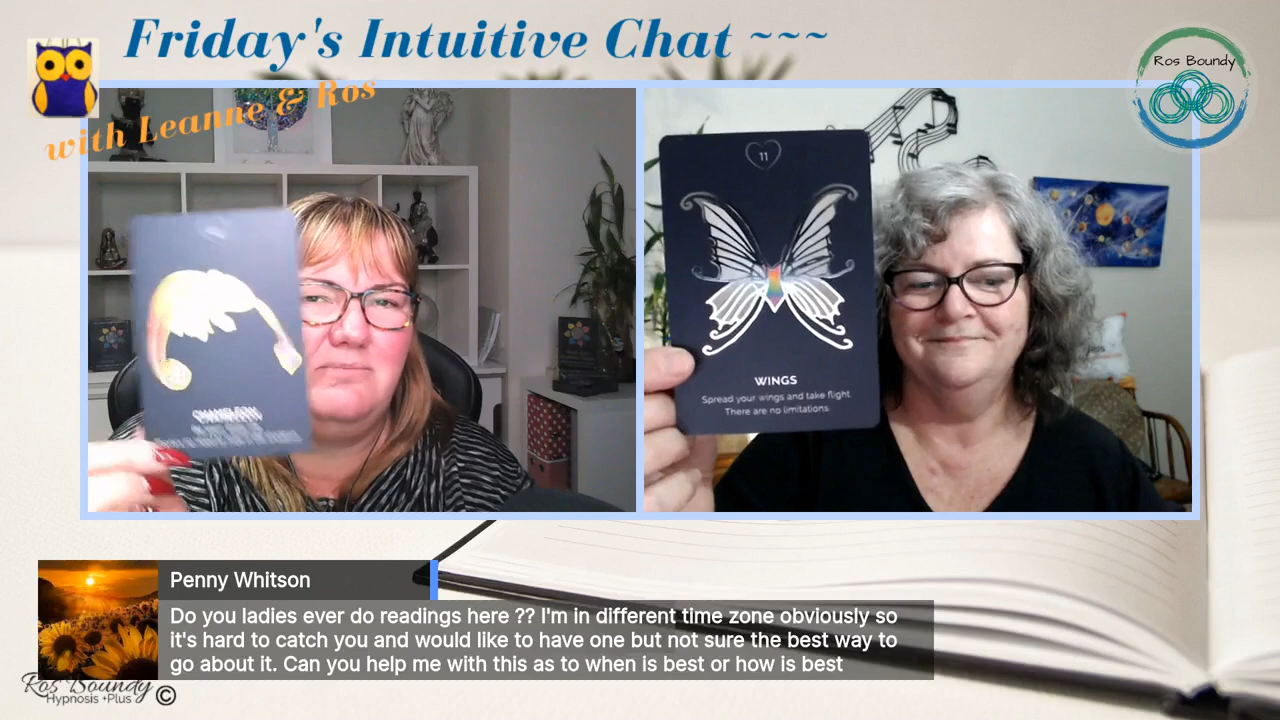 Friday's Intuitive Chat ~~~
with Leanne & Ros
Ros Boundy
11
WINGS
Spread your wings and take flight.
There are no limitations.
CHAMELEON
Penny Whitson
Do you ladies ever do readings here ?? I'm in different time zone obviously so
it's hard to catch you and would like to have one but not sure the best way to
go about it. Can you help me with this as to when is best or how is best
Ros Boundy
Hypnosis +Plus ©